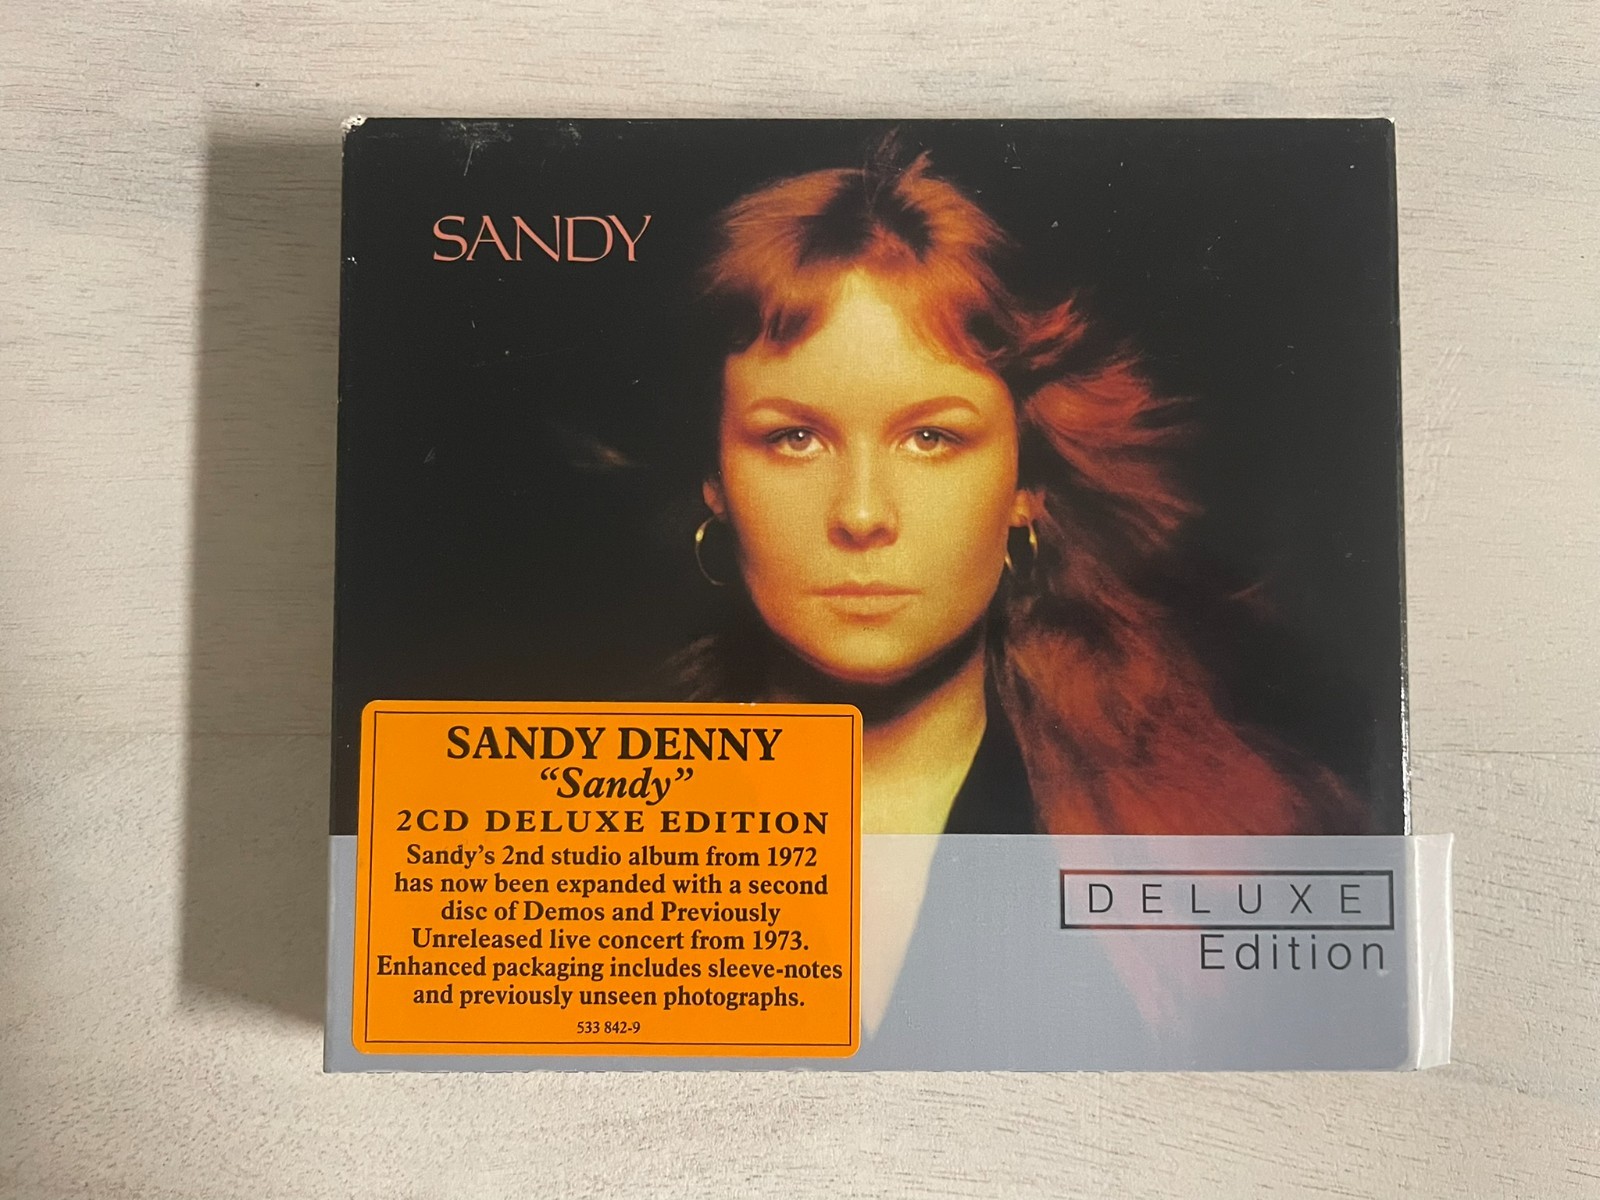 SANDY
SANDY DENNY
“Sandy”
2CD DELUXE EDITION
Sandy’s 2nd studio album from 1972
has now been expanded with a second
disc of Demos and Previously
Unreleased live concert from 1973.
Enhanced packaging includes sleeve-notes
and previously unseen photographs.
533 842-9
DELUXE
Edition